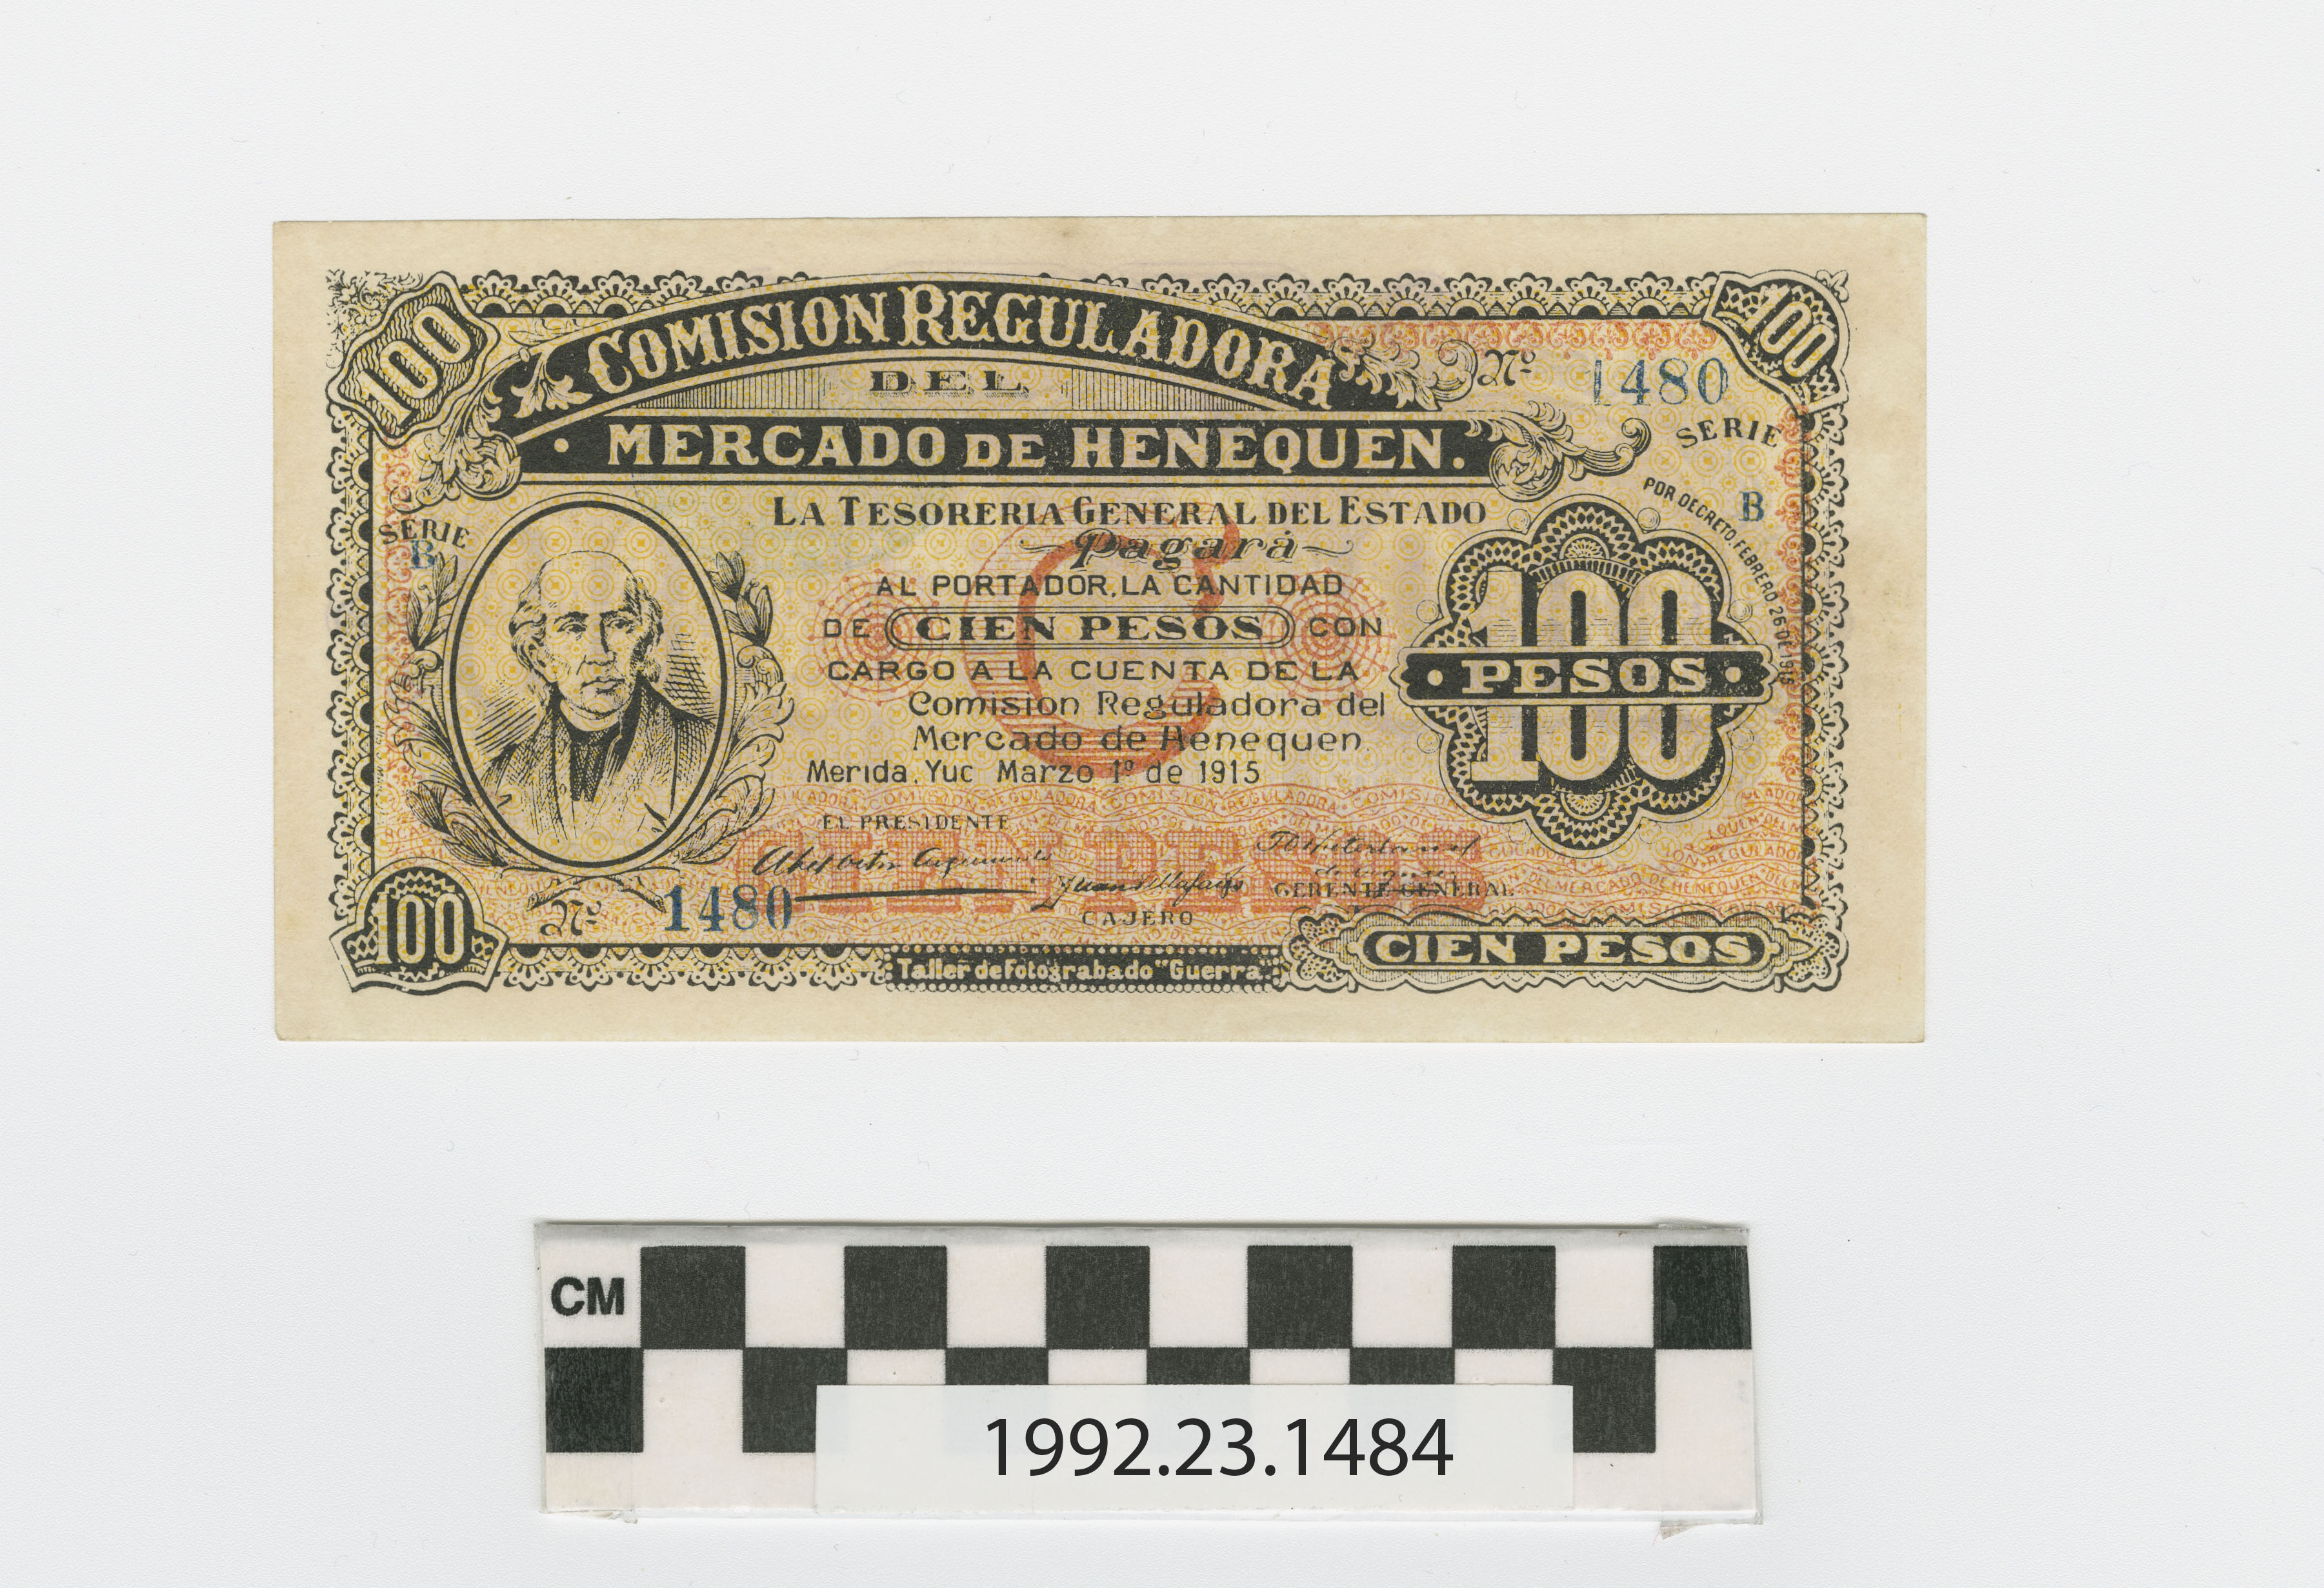 100
100
COMISION REGULADORA
DEL
MERCADO DE HENEQUEN.
Nº 1480
SERIE
B
POR DECRETO. FEBRERO 26 DE 1915
SERIE
B
LA TESORERIA GENERAL DEL ESTADO
Pagará
AL PORTADOR, LA CANTIDAD
DE CIEN PESOS CON
CARGO A LA CUENTA DE LA
Comision Reguladora del
Mercado de Henequen.
Merida, Yuc Marzo 1º de 1915
100
PESOS
100
EL PRESIDENTE
CIEN PESOS
Nº 1480
CAJERO
GERENTE GENERAL
100
Taller de Fotograbado "Guerra"
CIEN PESOS
CM
1992.23.1484